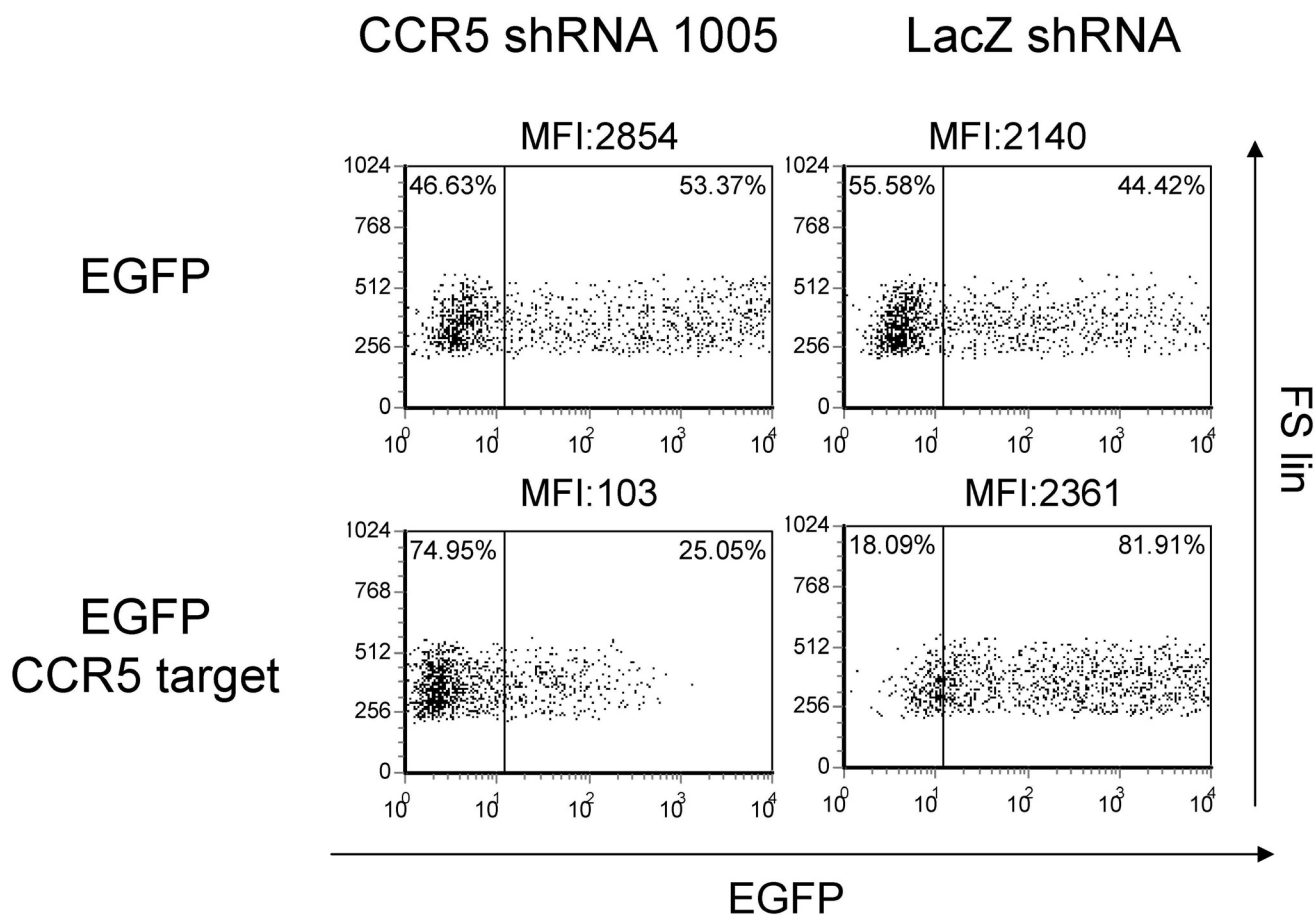 CCR5 shRNA 1005 LacZ shRNA
MFI:2854 MFI:2140
EGFP
1024
768
512
256
0
46.63% 53.37%
10^0 10^1 10^2 10^3 10^4
1024
768
512
256
0
55.58% 44.42%
10^0 10^1 10^2 10^3 10^4
MFI:103 MFI:2361
EGFP
CCR5 target
1024
768
512
256
0
74.95% 25.05%
10^0 10^1 10^2 10^3 10^4
1024
768
512
256
0
18.09% 81.91%
10^0 10^1 10^2 10^3 10^4
FS lin
EGFP